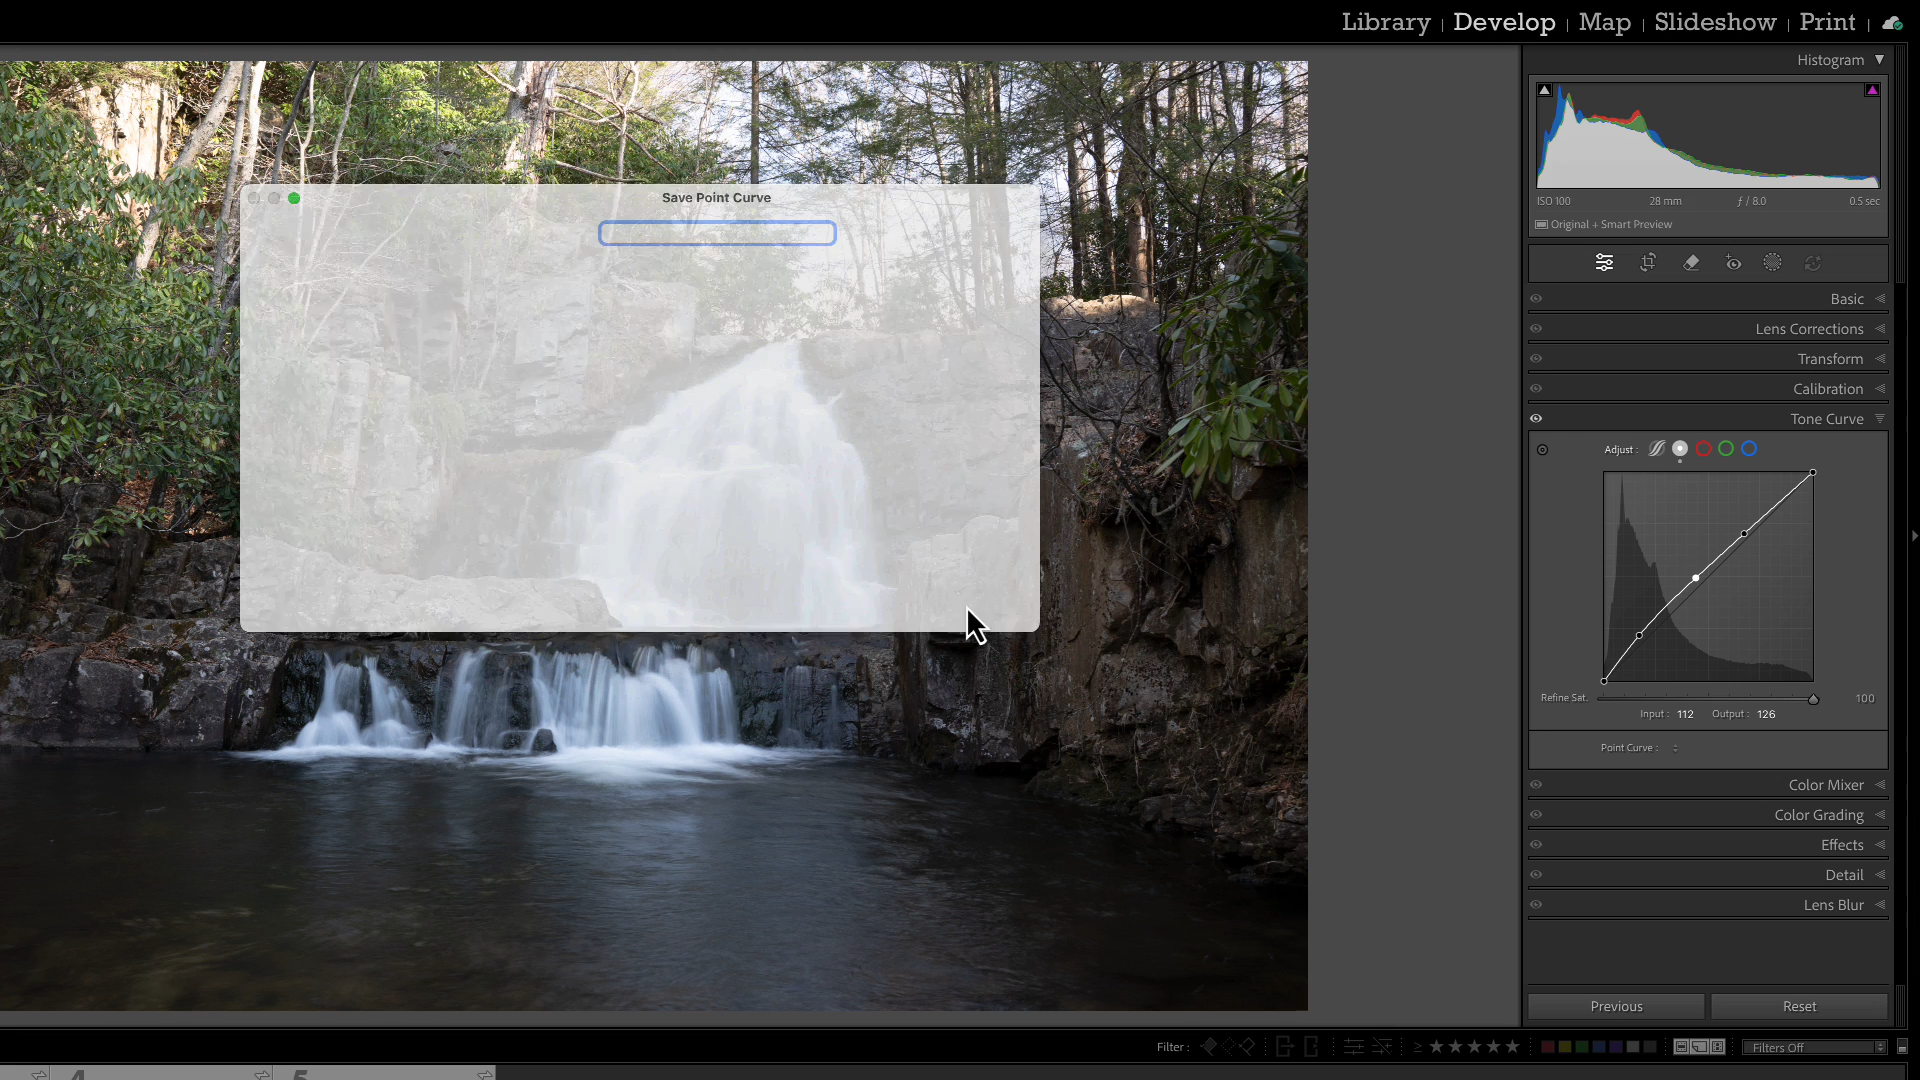 Library | Develop | Map | Slideshow | Print |
Histogram
ISO 100 28 mm ƒ / 8.0 0.5 sec
Original + Smart Preview
Save Point Curve
Basic
Lens Corrections
Transform
Calibration
Tone Curve
Adjust :
Refine Sat. 100
Input : 112 Output : 126
Point Curve :
Color Mixer
Color Grading
Effects
Detail
Lens Blur
Previous Reset
Filter : ≥ ★★★★★ Filters Off
4 5